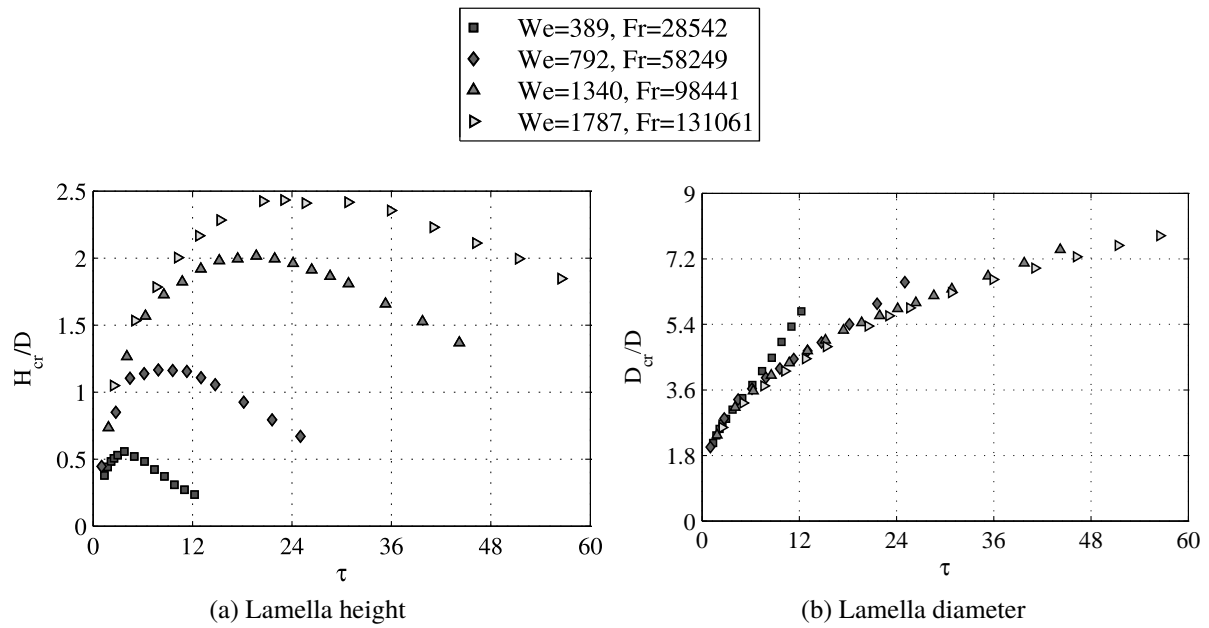 We=389, Fr=28542
We=792, Fr=58249
We=1340, Fr=98441
We=1787, Fr=131061
2.5
2
1.5
1
0.5
0
H_cr/D
0 12 24 36 48 60
τ
(a) Lamella height
9
7.2
5.4
3.6
1.8
0
D_cr/D
0 12 24 36 48 60
τ
(b) Lamella diameter